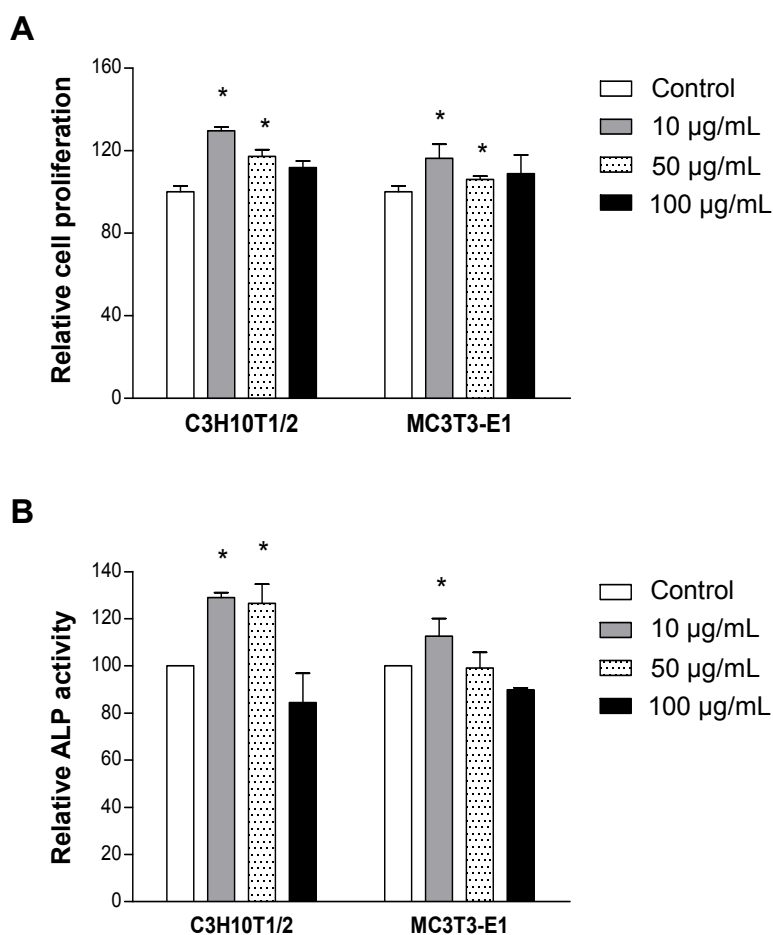 A
Relative cell proliferation
160
120
80
40
0
*
*
*
*
C3H10T1/2
MC3T3-E1
Control
10 µg/mL
50 µg/mL
100 µg/mL
B
Relative ALP activity
140
120
100
80
60
40
20
0
*
*
*
C3H10T1/2
MC3T3-E1
Control
10 µg/mL
50 µg/mL
100 µg/mL